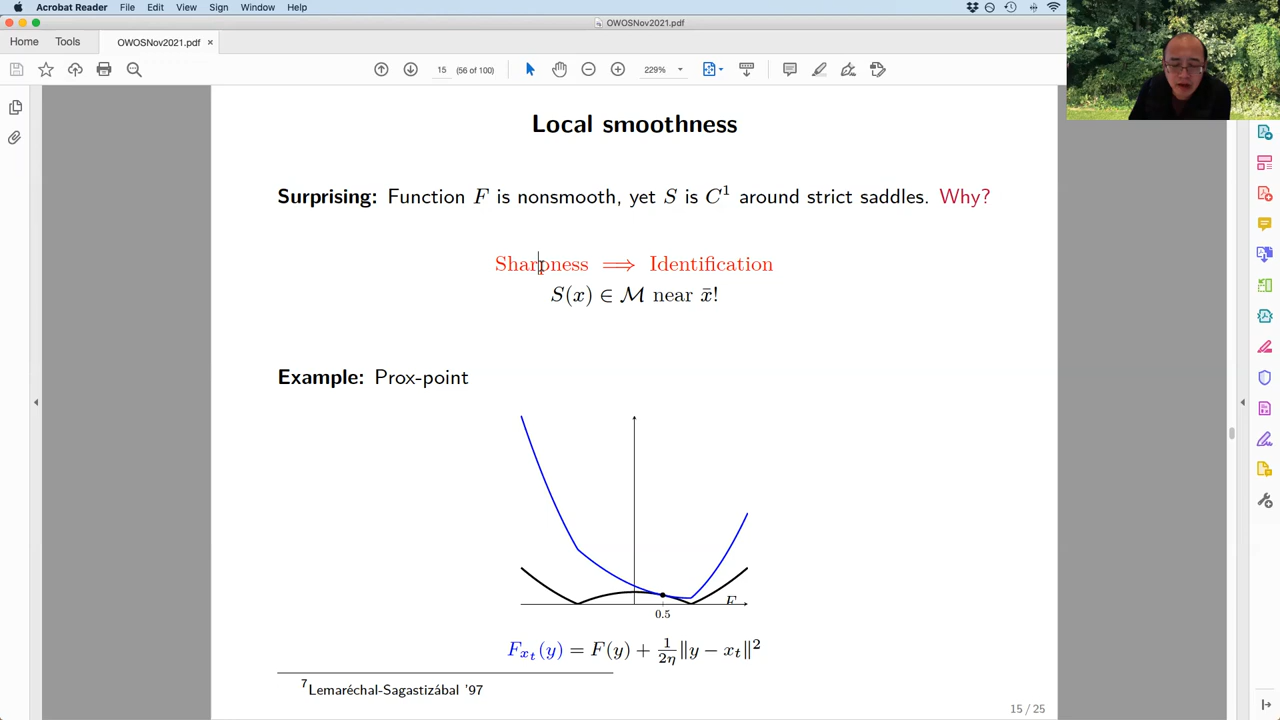 Acrobat Reader File Edit View Sign Window Help
OWOSNov2021.pdf
Home Tools OWOSNov2021.pdf ×
15 (56 of 100) 229%
Local smoothness
Surprising: Function F is nonsmooth, yet S is C¹ around strict saddles. Why?
Sharpness ⟹ Identification
S(x) ∈ ℳ near x̄!
Example: Prox-point
F
0.5
F_{x_t}(y) = F(y) + \frac{1}{2η}‖y − x_t‖²
⁷Lemaréchal-Sagastizábal '97
15 / 25